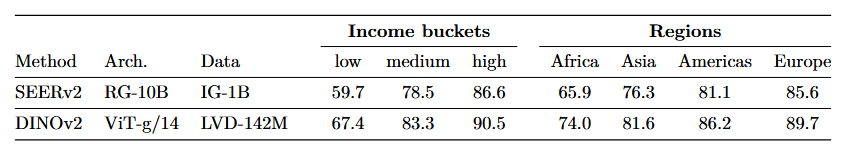 Income buckets Regions
Method Arch. Data low medium high Africa Asia Americas Europe
SEERv2 RG-10B IG-1B 59.7 78.5 86.6 65.9 76.3 81.1 85.6
DINOv2 ViT-g/14 LVD-142M 67.4 83.3 90.5 74.0 81.6 86.2 89.7